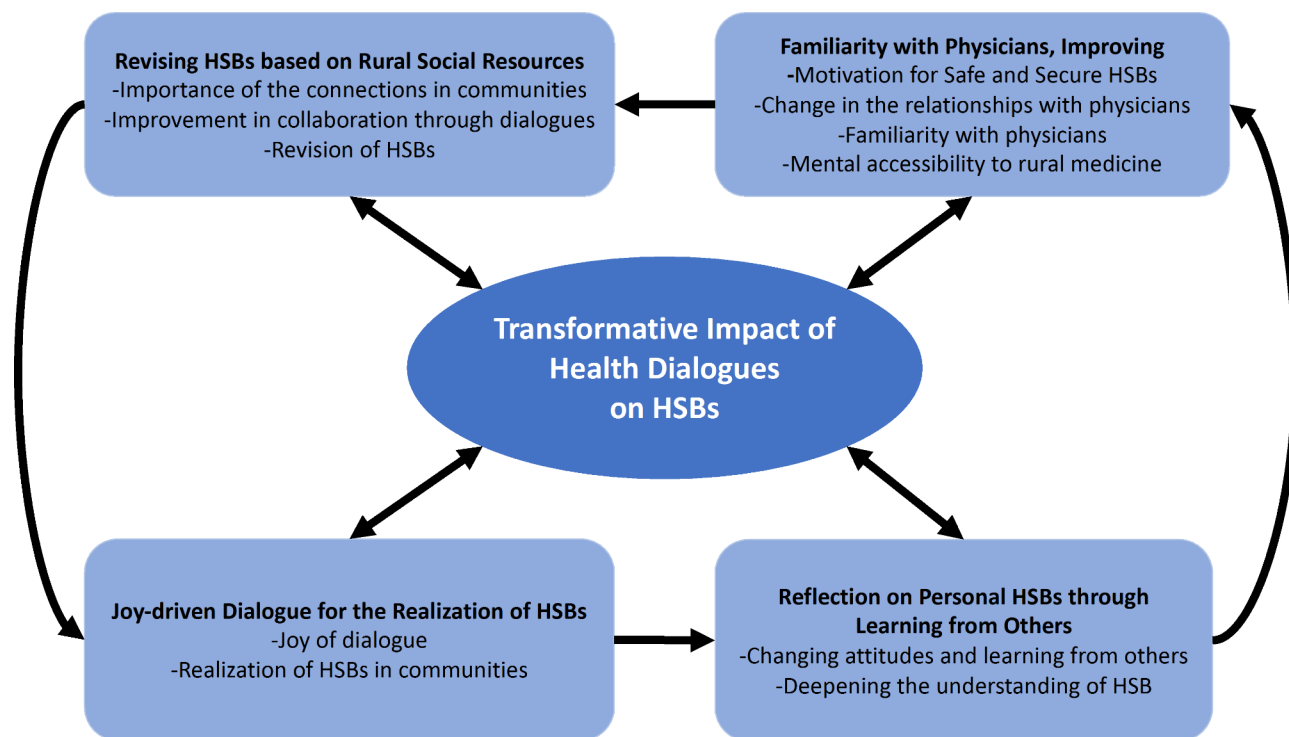 Revising HSBs based on Rural Social Resources
-Importance of the connections in communities
-Improvement in collaboration through dialogues
-Revision of HSBs
Familiarity with Physicians, Improving
-Motivation for Safe and Secure HSBs
-Change in the relationships with physicians
-Familiarity with physicians
-Mental accessibility to rural medicine
Transformative Impact of
Health Dialogues
on HSBs
Joy-driven Dialogue for the Realization of HSBs
-Joy of dialogue
-Realization of HSBs in communities
Reflection on Personal HSBs through
Learning from Others
-Changing attitudes and learning from others
-Deepening the understanding of HSB